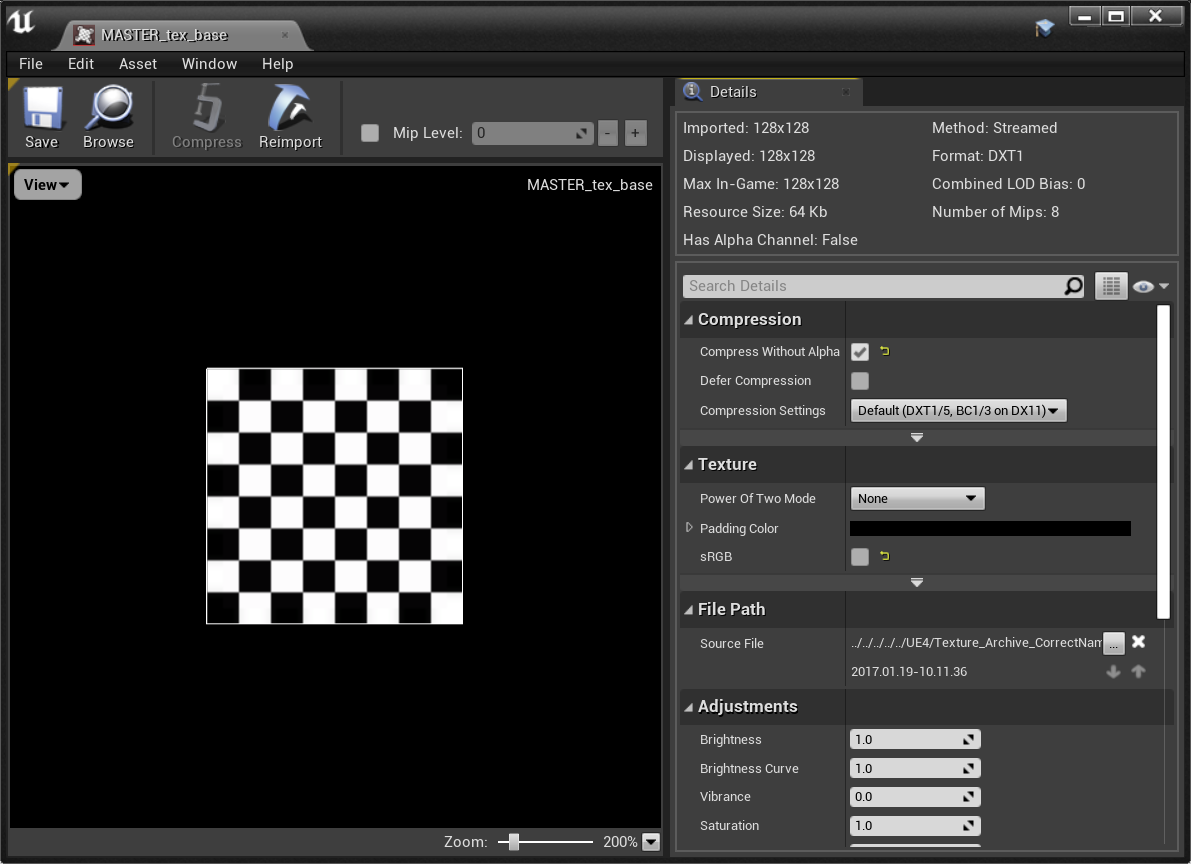 MASTER_tex_base
File Edit Asset Window Help
Save Browse Compress Reimport Mip Level: 0 - +
View MASTER_tex_base
Zoom: 200%
Details
Imported: 128x128 Method: Streamed
Displayed: 128x128 Format: DXT1
Max In-Game: 128x128 Combined LOD Bias: 0
Resource Size: 64 Kb Number of Mips: 8
Has Alpha Channel: False
Search Details
Compression
Compress Without Alpha
Defer Compression
Compression Settings Default (DXT1/5, BC1/3 on DX11)
Texture
Power Of Two Mode None
Padding Color
sRGB
File Path
Source File ../../../../../UE4/Texture_Archive_CorrectNam ...
2017.01.19-10.11.36
Adjustments
Brightness 1.0
Brightness Curve 1.0
Vibrance 0.0
Saturation 1.0